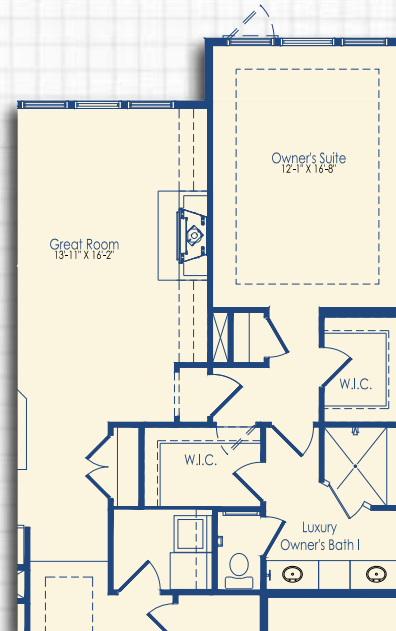 Owner's Suite
12'-1" X 16'-8"
Great Room
13'-11" X 16'-2"
W.I.C.
W.I.C.
Luxury
Owner's Bath I